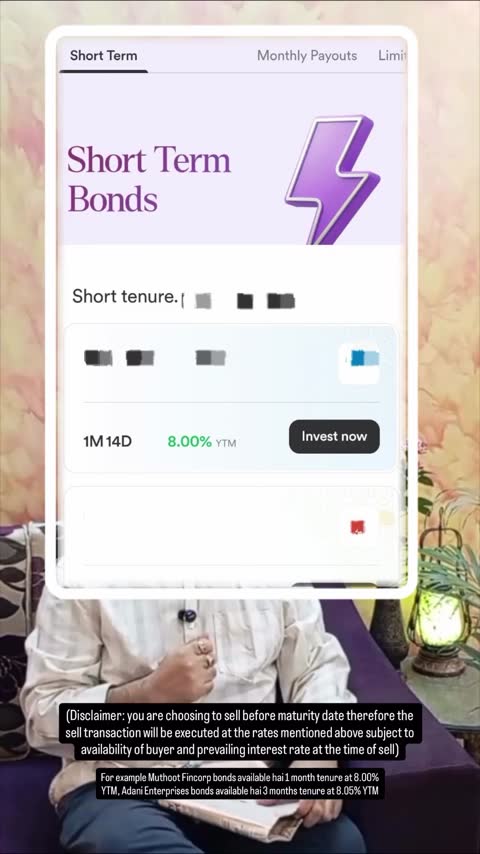 Short Term Monthly Payouts Limi
Short Term
Bonds
Short tenure.
1M 14D 8.00% YTM Invest now
(Disclaimer: you are choosing to sell before maturity date therefore the
sell transaction will be executed at the rates mentioned above subject to
availability of buyer and prevailing interest rate at the time of sell)
For example Muthoot Fincorp bonds available hai 1 month tenure at 8.00%
YTM, Adani Enterprises bonds available hai 3 months tenure at 8.05% YTM